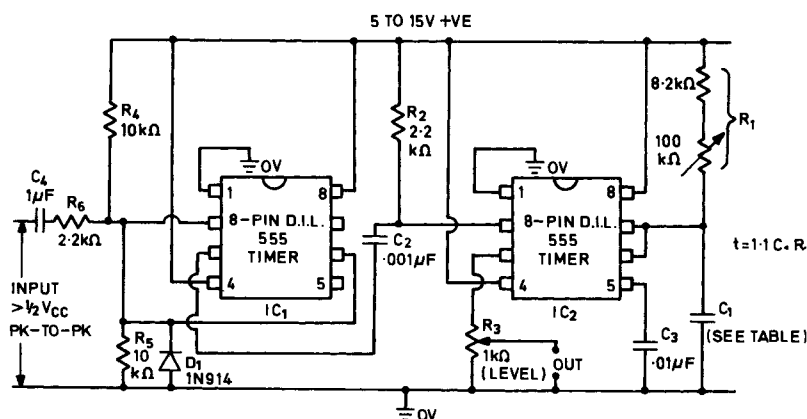 5 TO 15V +VE
R4
10kΩ
C4
1µF
R6
2.2kΩ
INPUT
>½ VCC
PK-TO-PK
R5
10
kΩ
D1
1N914
0V
1
8
8-PIN D.I.L.
555
TIMER
4
5
IC1
R2
2.2
kΩ
C2
.001µF
0V
1
8
8-PIN D.I.L.
555
TIMER
4
5
IC2
R3
1kΩ
(LEVEL)
OUT
C3
.01µF
8.2kΩ
100
kΩ
R1
t=1·1 C. R
C1
(SEE TABLE)
0V